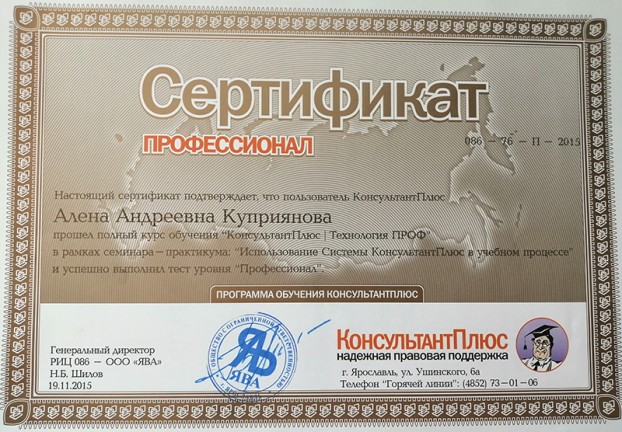 Сертификат
ПРОФЕССИОНАЛ
086 – 76 – П – 2015
Настоящий сертификат подтверждает, что пользователь КонсультантПлюс
Алена Андреевна Куприянова
прошел полный курс обучения "КонсультантПлюс | Технология ПРОФ"
в рамках семинара – практикума: "Использование Системы КонсультантПлюс в учебном процессе"
и успешно выполнил тест уровня "Профессионал".
ПРОГРАММА ОБУЧЕНИЯ КОНСУЛЬТАНТПЛЮС
Генеральный директор
РИЦ 086 – ООО «ЯВА»
Н.Б. Шилов
19.11.2015
ОБЩЕСТВО С ОГРАНИЧЕННОЙ ОТВЕТСТВЕННОСТЬЮ
ЯВА
КонсультантПлюс
надежная правовая поддержка
г. Ярославль, ул. Ушинского, 6а
Телефон "Горячей линии": (4852) 73–01–06